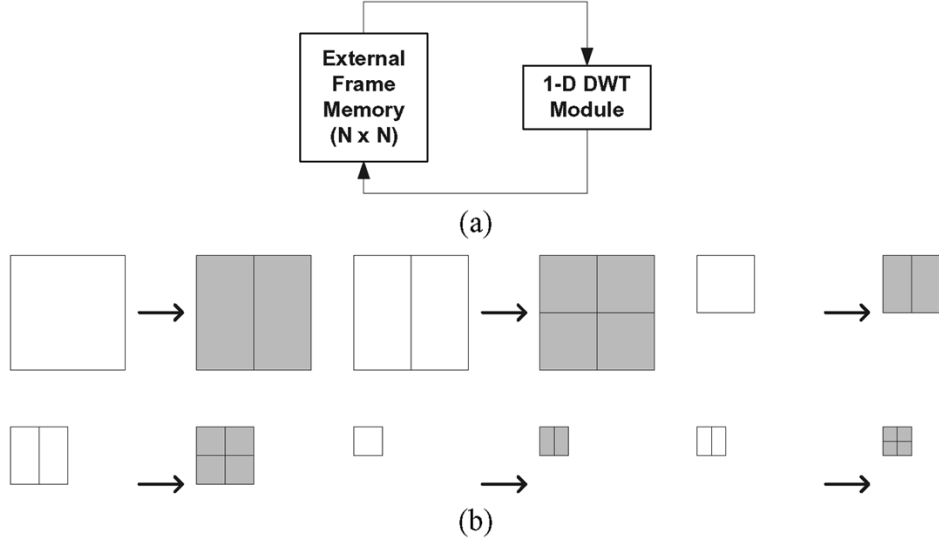 External
Frame
Memory
(N x N)
1-D DWT
Module
(a)
(b)